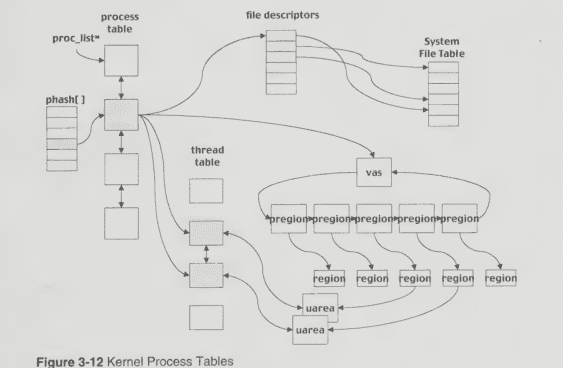 process
table
file descriptors
proc_list*
System
File Table
phash[ ]
thread
table
vas
pregion pregion pregion pregion pregion
region region region region region
uarea
uarea
Figure 3-12 Kernel Process Tables